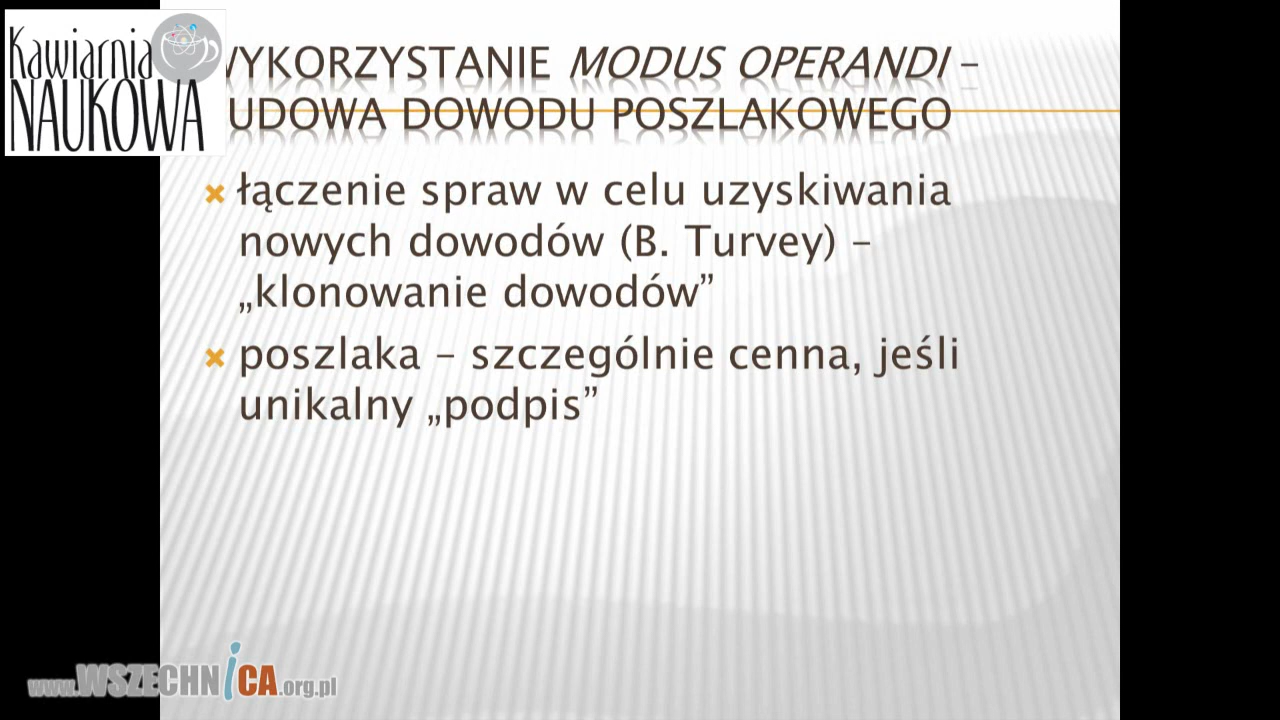 Kawiarnia
NAUKOWA
WYKORZYSTANIE MODUS OPERANDI –
UDOWA DOWODU POSZLAKOWEGO
łączenie spraw w celu uzyskiwania
nowych dowodów (B. Turvey) –
„klonowanie dowodów”
poszlaka – szczególnie cenna, jeśli
unikalny „podpis”
www.WSZECHNiCA.org.pl